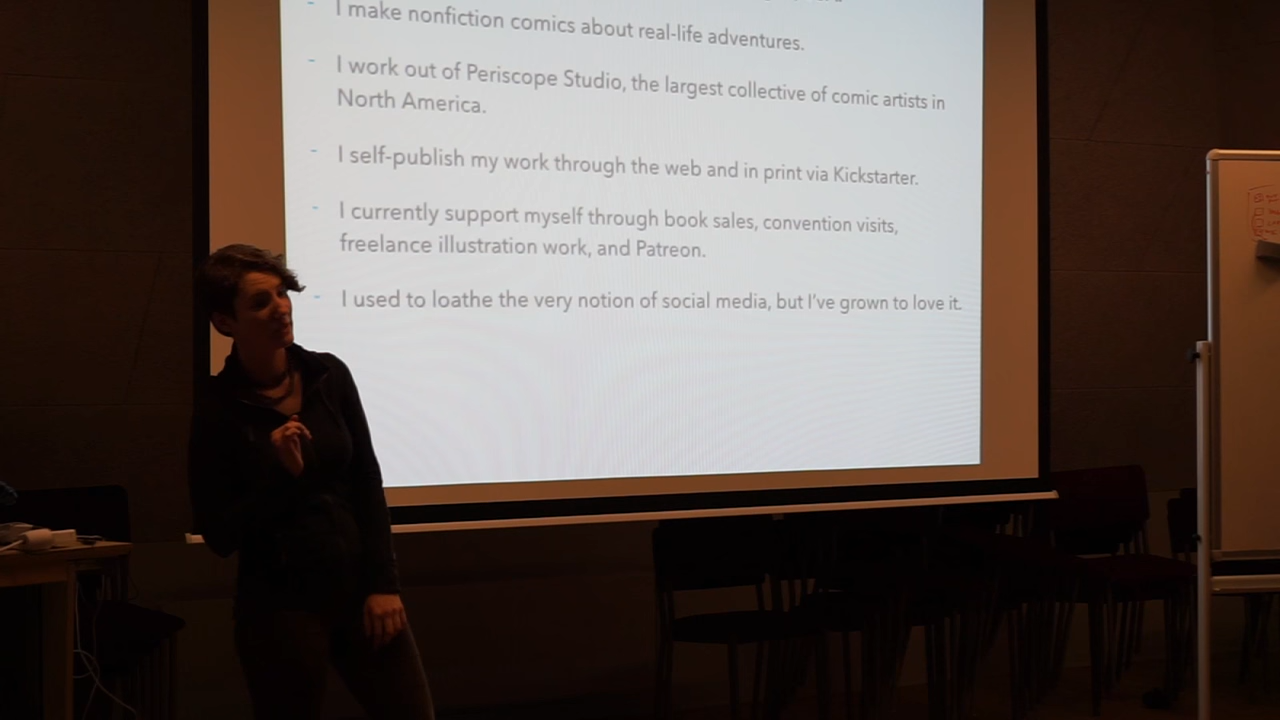 - I make nonfiction comics about real-life adventures.
- I work out of Periscope Studio, the largest collective of comic artists in
North America.
- I self-publish my work through the web and in print via Kickstarter.
- I currently support myself through book sales, convention visits,
freelance illustration work, and Patreon.
- I used to loathe the very notion of social media, but I've grown to love it.